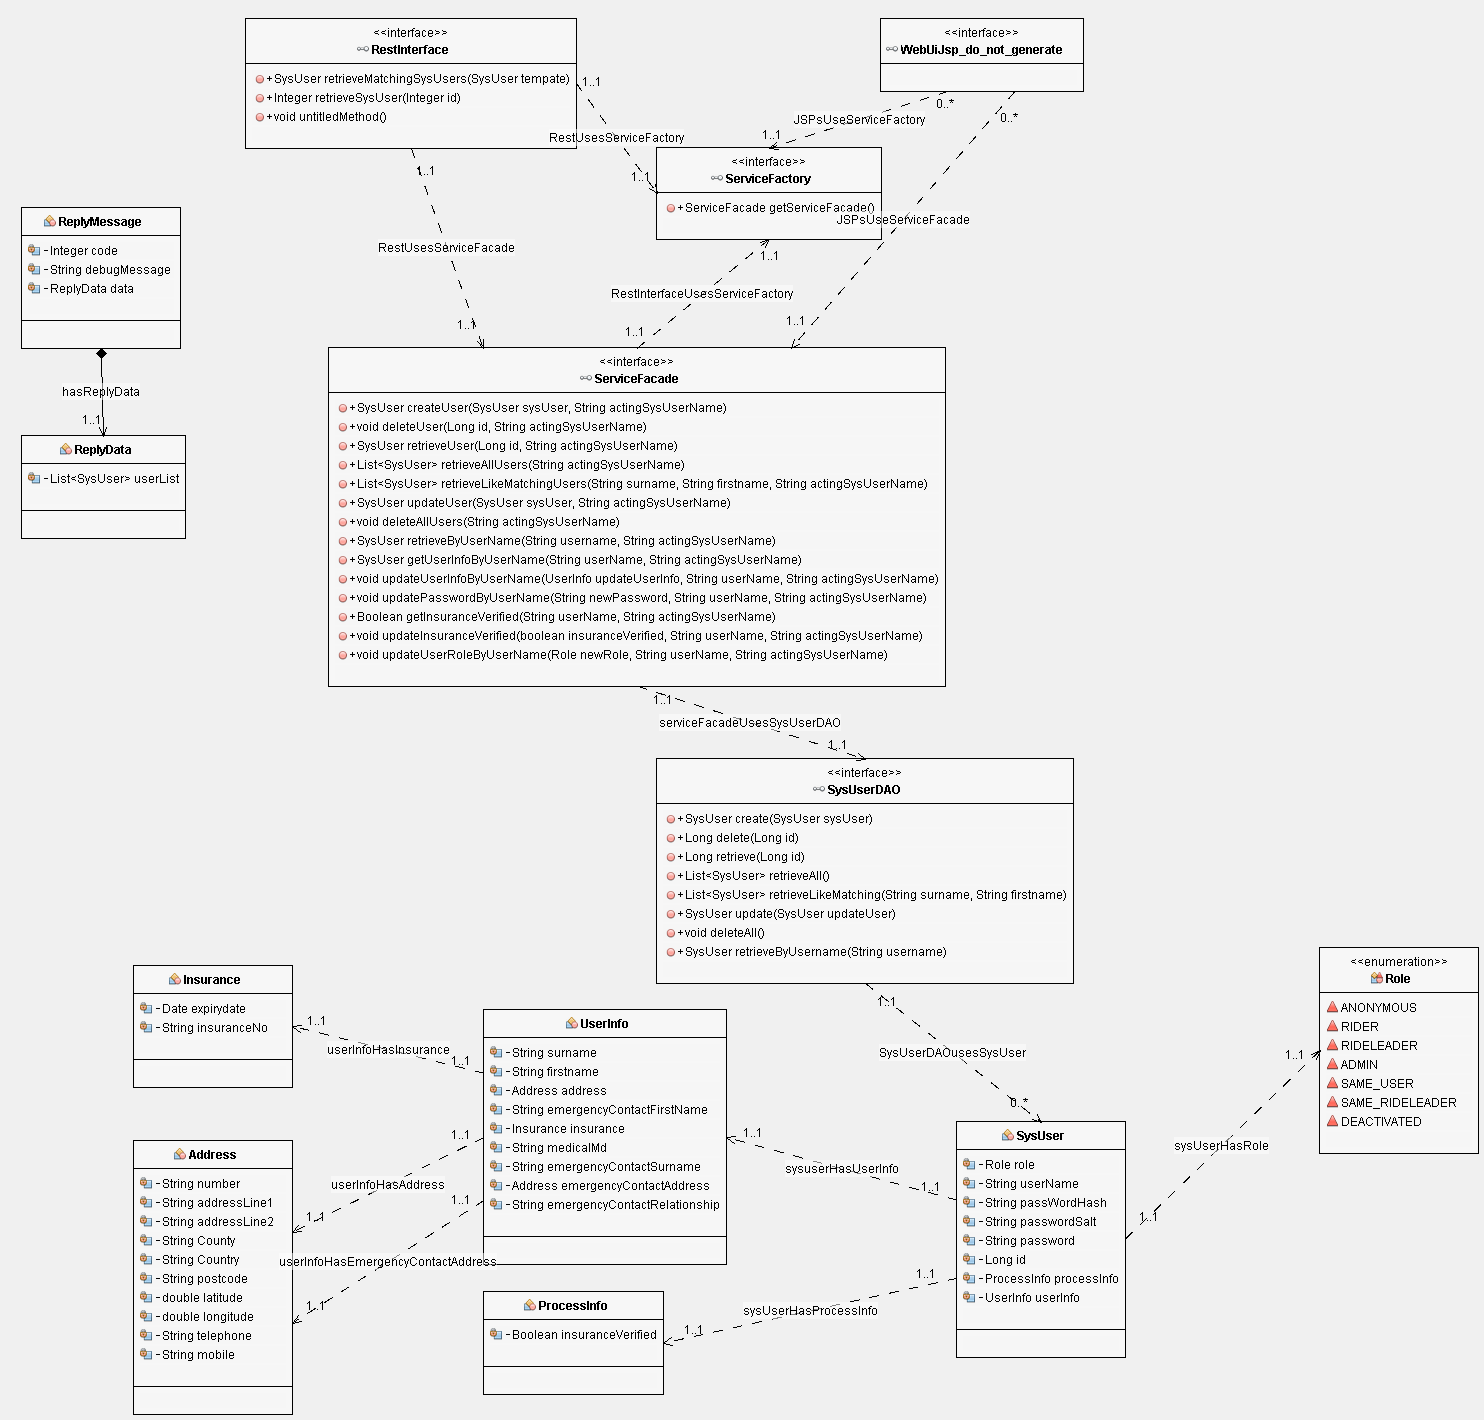 <<interface>>
RestInterface
+SysUser retrieveMatchingSysUsers(SysUser tempate)
+Integer retrieveSysUser(Integer id)
+void untitledMethod()
<<interface>>
WebUiJsp_do_not_generate
1..1
0..*
0..*
JSPsUseServiceFactory
1..1
RestUsesServiceFactory
1..1
1..1
<<interface>>
ServiceFactory
+ServiceFacade getServiceFacade()
JSPsUseServiceFacade
1..1
ReplyMessage
-Integer code
-String debugMessage
-ReplyData data
RestUsesServiceFacade
1..1
RestInterfaceUsesServiceFactory
1..1
1..1
1..1
hasReplyData
1..1
ReplyData
-List<SysUser> userList
<<interface>>
ServiceFacade
+SysUser createUser(SysUser sysUser, String actingSysUserName)
+void deleteUser(Long id, String actingSysUserName)
+SysUser retrieveUser(Long id, String actingSysUserName)
+List<SysUser> retrieveAllUsers(String actingSysUserName)
+List<SysUser> retrieveLikeMatchingUsers(String surname, String firstname, String actingSysUserName)
+SysUser updateUser(SysUser sysUser, String actingSysUserName)
+void deleteAllUsers(String actingSysUserName)
+SysUser retrieveByUserName(String username, String actingSysUserName)
+SysUser getUserInfoByUserName(String userName, String actingSysUserName)
+void updateUserInfoByUserName(UserInfo updateUserInfo, String userName, String actingSysUserName)
+void updatePasswordByUserName(String newPassword, String userName, String actingSysUserName)
+Boolean getInsuranceVerified(String userName, String actingSysUserName)
+void updateInsuranceVerified(boolean insuranceVerified, String userName, String actingSysUserName)
+void updateUserRoleByUserName(Role newRole, String userName, String actingSysUserName)
1..1
serviceFacadeUsesSysUserDAO
1..1
<<interface>>
SysUserDAO
+SysUser create(SysUser sysUser)
+Long delete(Long id)
+Long retrieve(Long id)
+List<SysUser> retrieveAll()
+List<SysUser> retrieveLikeMatching(String surname, String firstname)
+SysUser update(SysUser updateUser)
+void deleteAll()
+SysUser retrieveByUsername(String username)
1..1
SysUserDAOusesSysUser
0..*
Insurance
-Date expirydate
-String insuranceNo
1..1
userInfoHasInsurance
1..1
UserInfo
-String surname
-String firstname
-Address address
-String emergencyContactFirstName
-Insurance insurance
-String medicalMd
-String emergencyContactSurname
-Address emergencyContactAddress
-String emergencyContactRelationship
<<enumeration>>
Role
ANONYMOUS
RIDER
RIDELEADER
ADMIN
SAME_USER
SAME_RIDELEADER
DEACTIVATED
1..1
sysUserHasRole
1..1
Address
-String number
-String addressLine1
-String addressLine2
-String County
-String Country
-String postcode
-double latitude
-double longitude
-String telephone
-String mobile
1..1
userInfoHasAddress
1..1
1..1
userInfoHasEmergencyContactAddress
1..1
1..1
sysuserHasUserInfo
1..1
SysUser
-Role role
-String userName
-String passWordHash
-String passwordSalt
-String password
-Long id
-ProcessInfo processInfo
-UserInfo userInfo
1..1
sysUserHasProcessInfo
1..1
ProcessInfo
-Boolean insuranceVerified